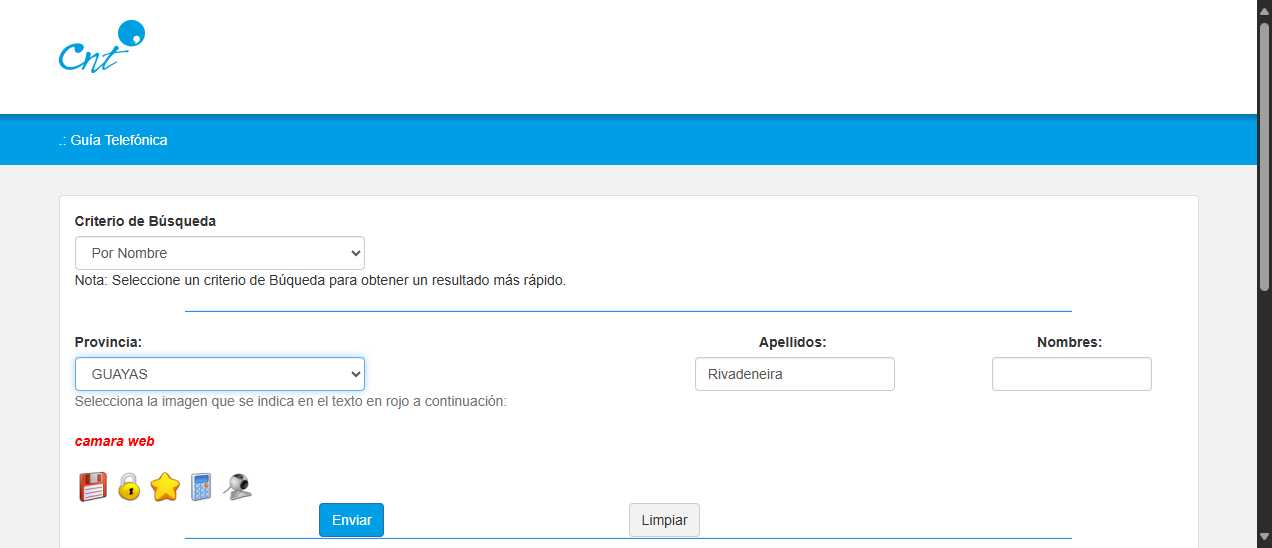 Cnt
.: Guía Telefónica
Criterio de Búsqueda
Por Nombre
Nota: Seleccione un criterio de Búqueda para obtener un resultado más rápido.
Provincia:
Apellidos:
Nombres:
GUAYAS
Rivadeneira
Selecciona la imagen que se indica en el texto en rojo a continuación:
camara web
Enviar
Limpiar